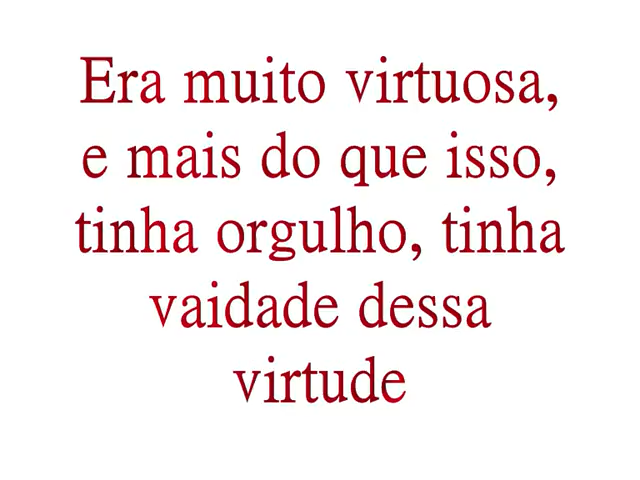 Era muito virtuosa,
e mais do que isso,
tinha orgulho, tinha
vaidade dessa
virtude